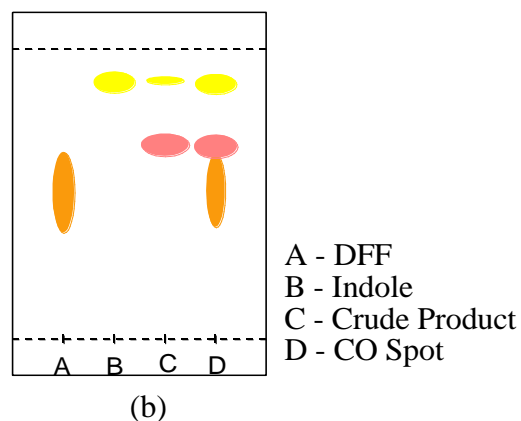 A - DFF
B - Indole
C - Crude Product
D - CO Spot
A B C D
(b)